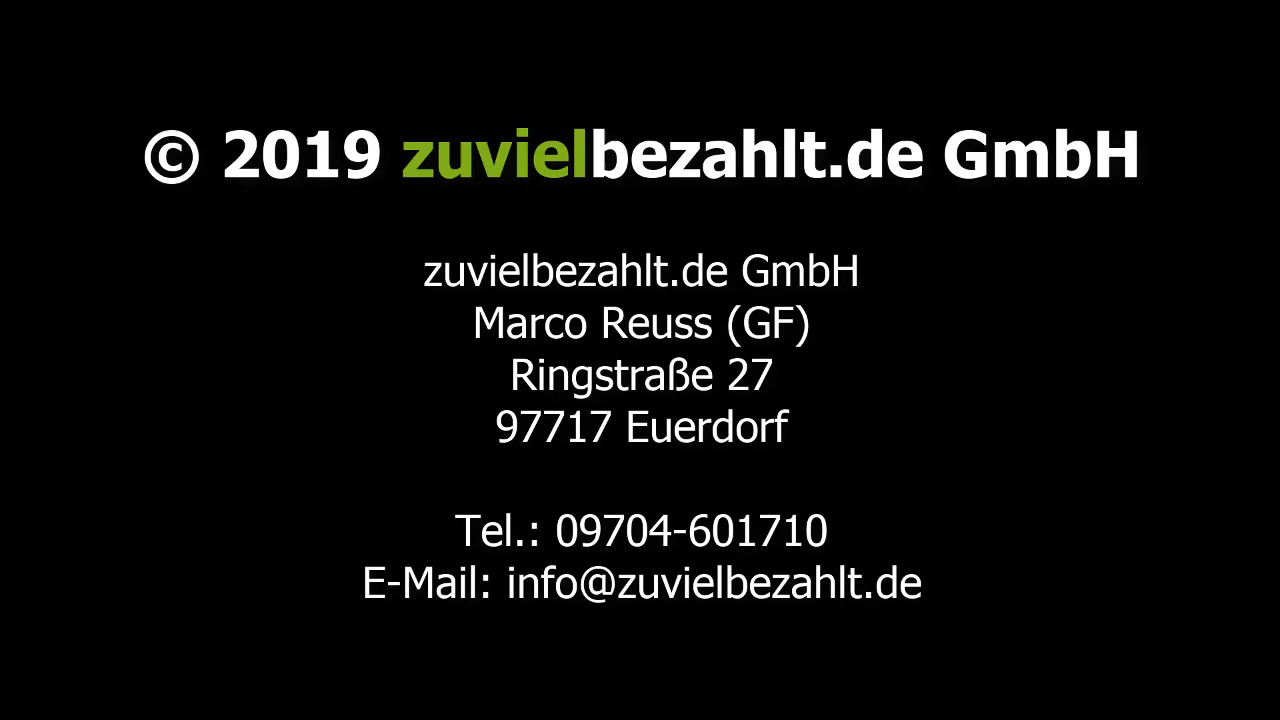 © 2019 zuvielbezahlt.de GmbH
zuvielbezahlt.de GmbH
Marco Reuss (GF)
Ringstraße 27
97717 Euerdorf
Tel.: 09704-601710
E-Mail: info@zuvielbezahlt.de